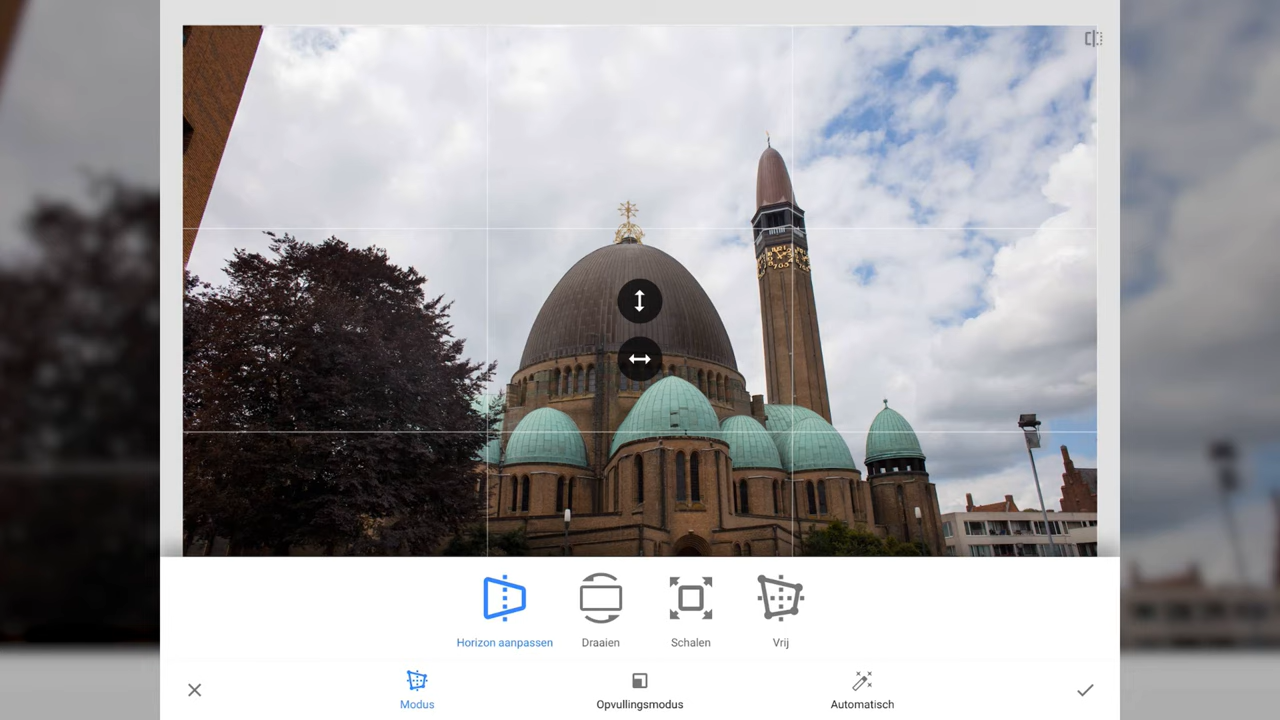 Horizon aanpassen
Draaien
Schalen
Vrij
Modus
Opvullingsmodus
Automatisch